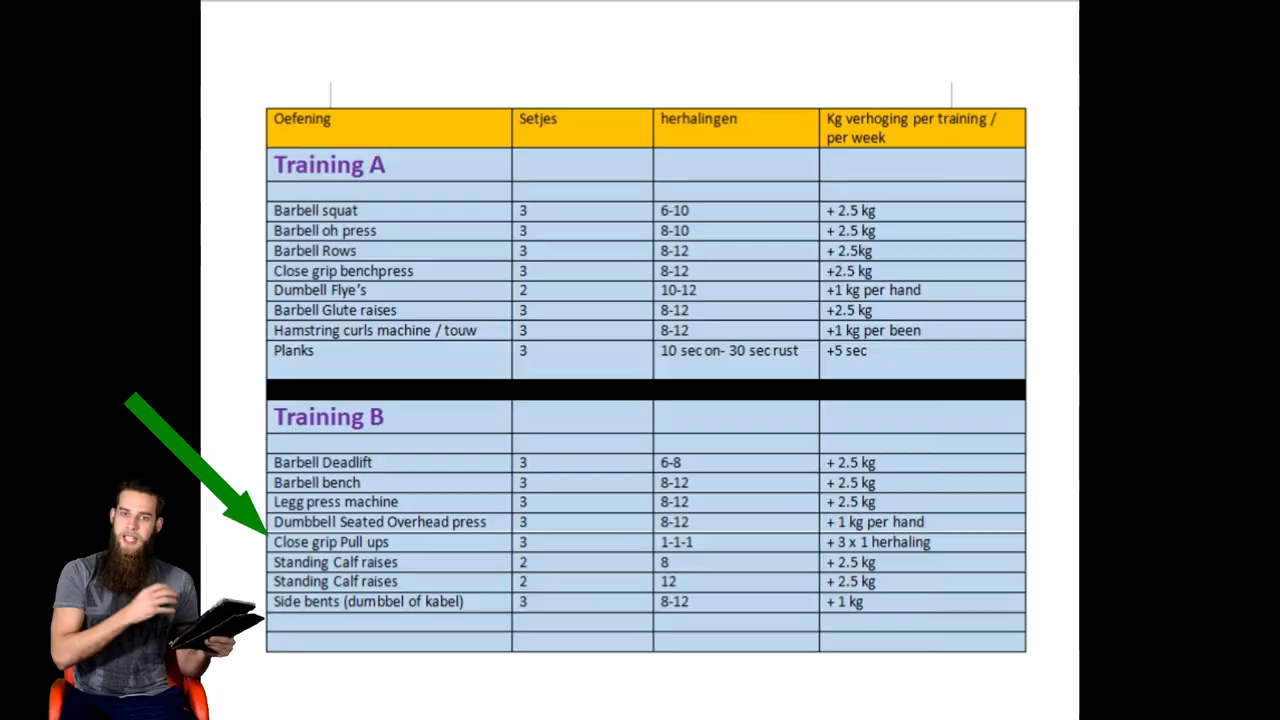 Oefening Setjes herhalingen Kg verhoging per training /
per week
Training A
Barbell squat 3 6-10 + 2.5 kg
Barbell oh press 3 8-10 + 2.5 kg
Barbell Rows 3 8-12 + 2.5kg
Close grip benchpress 3 8-12 +2.5 kg
Dumbell Flye's 2 10-12 +1 kg per hand
Barbell Glute raises 3 8-12 +2.5 kg
Hamstring curls machine / touw 3 8-12 +1 kg per been
Planks 3 10 sec on- 30 sec rust +5 sec
Training B
Barbell Deadlift 3 6-8 + 2.5 kg
Barbell bench 3 8-12 + 2.5 kg
Legg press machine 3 8-12 + 2.5 kg
Dumbbell Seated Overhead press 3 8-12 + 1 kg per hand
Close grip Pull ups 3 1-1-1 + 3 x 1 herhaling
Standing Calf raises 2 8 + 2.5 kg
Standing Calf raises 2 12 + 2.5 kg
Side bents (dumbbel of kabel) 3 8-12 + 1 kg